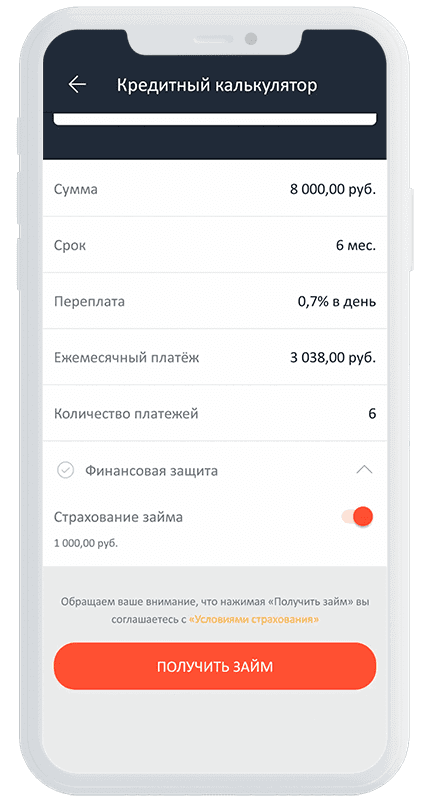 Кредитный калькулятор
Сумма 8 000,00 руб.
Срок 6 мес.
Переплата 0,7% в день
Ежемесячный платёж 3 038,00 руб.
Количество платежей 6
Финансовая защита
Страхование займа
1 000,00 руб.
Обращаем ваше внимание, что нажимая «Получить займ» вы
соглашаетесь с «Условиями страхования»
ПОЛУЧИТЬ ЗАЙМ